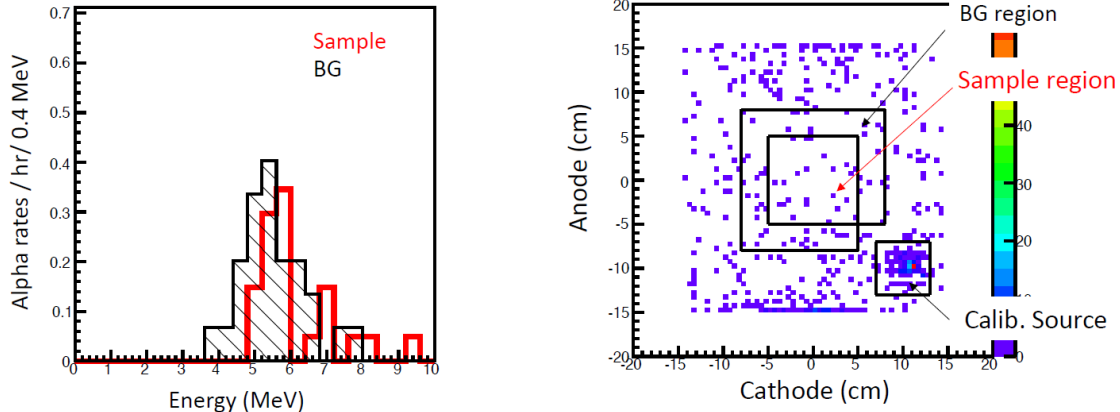 0.7
0.6
0.5
0.4
0.3
0.2
0.1
0
Alpha rates / hr/ 0.4 MeV
Sample
BG
0 1 2 3 4 5 6 7 8 9 10
Energy (MeV)
20
15
10
5
0
-5
-10
-15
-20
Anode (cm)
BG region
Sample region
Calib. Source
40
30
20
10
0
-20 -15 -10 -5 0 5 10 15 20
Cathode (cm)